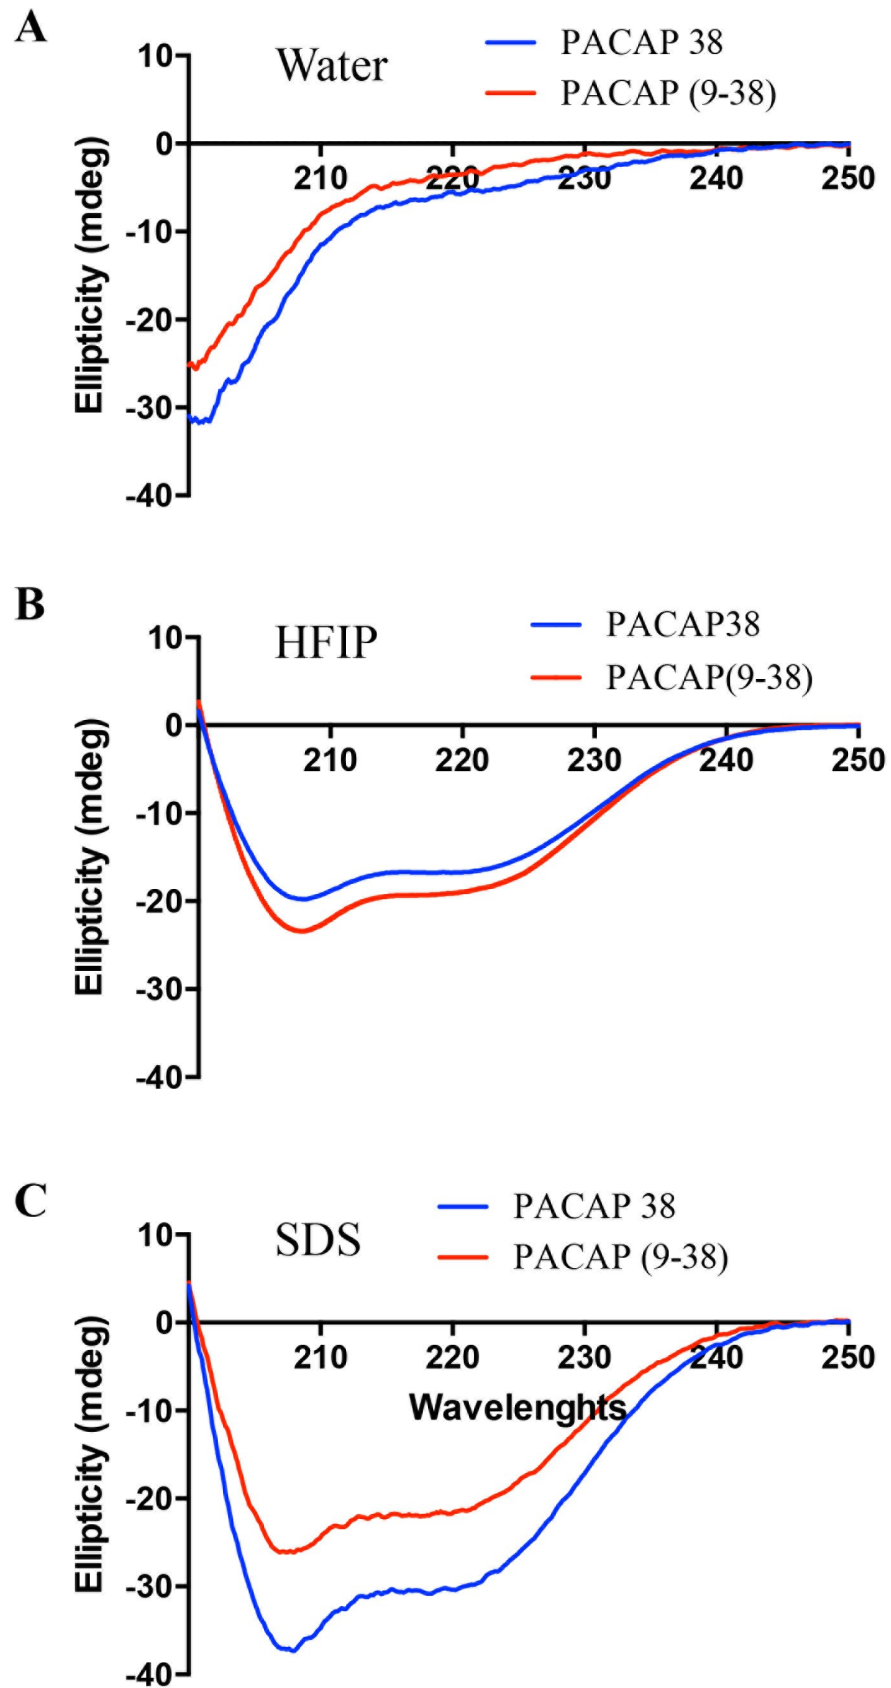 A
Water
PACAP 38
PACAP (9-38)
10
0
-10
-20
-30
-40
210
220
230
240
250
Ellipticity (mdeg)
B
HFIP
PACAP38
PACAP(9-38)
10
0
-10
-20
-30
-40
210
220
230
240
250
Ellipticity (mdeg)
C
SDS
PACAP 38
PACAP (9-38)
10
0
-10
-20
-30
-40
210
220
230
240
250
Wavelenghts
Ellipticity (mdeg)